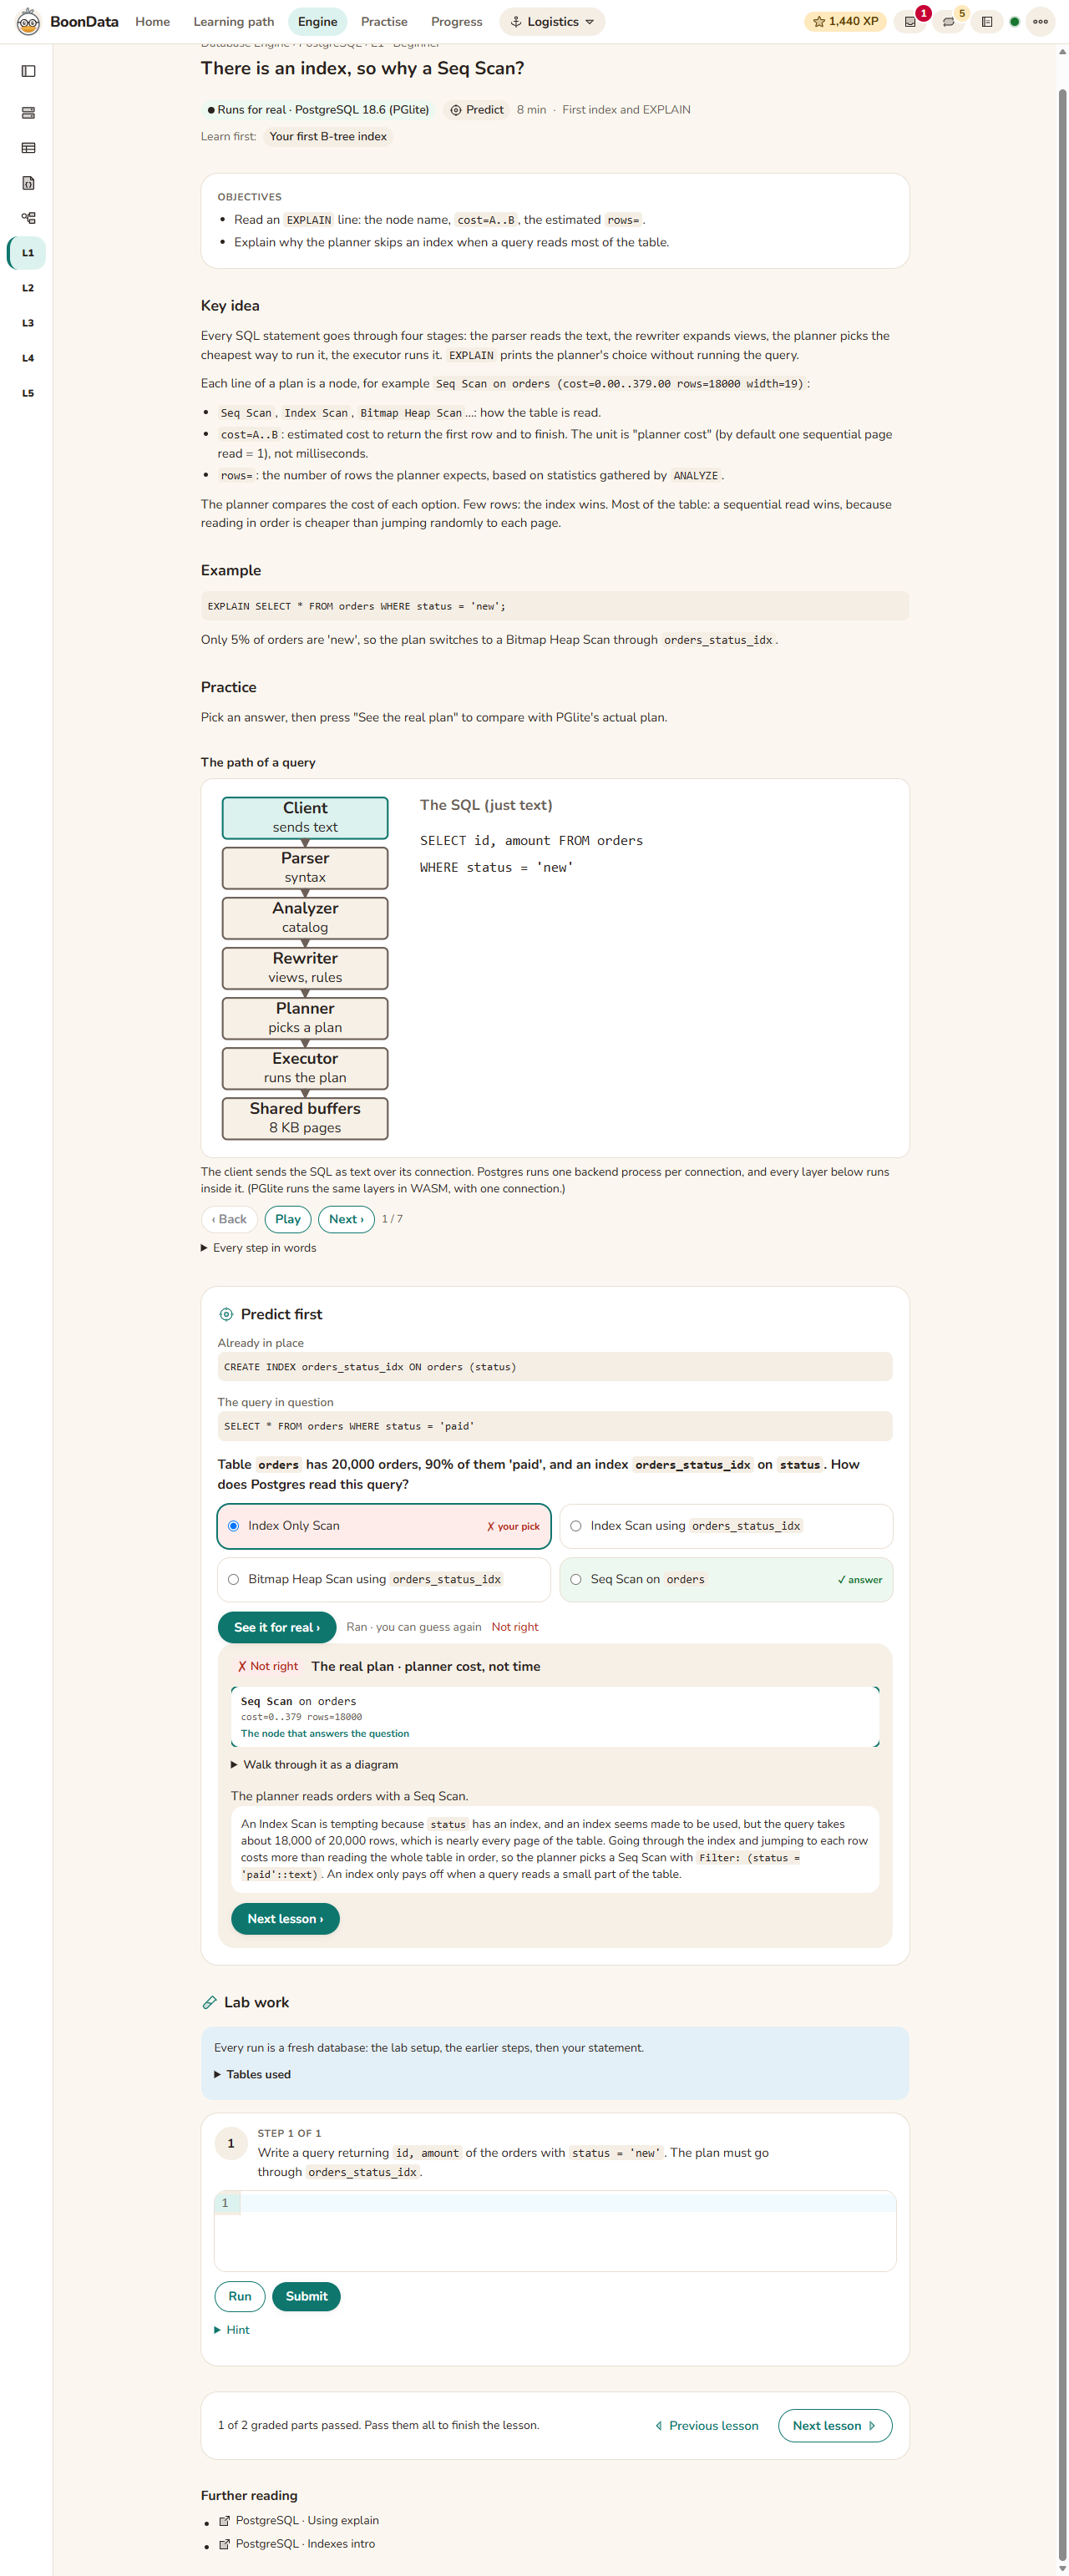 BoonData
Home
Learning path
Engine
Practise
Progress
Logistics
1,440 XP
1
5
Database Engine › PostgreSQL › L1 · Beginner
There is an index, so why a Seq Scan?
Runs for real · PostgreSQL 18.6 (PGlite)
Predict
8 min · First index and EXPLAIN
Learn first: Your first B-tree index
L1
L2
L3
L4
L5
OBJECTIVES
• Read an EXPLAIN line: the node name, cost=A..B, the estimated rows=.
• Explain why the planner skips an index when a query reads most of the table.
Key idea
Every SQL statement goes through four stages: the parser reads the text, the rewriter expands views, the planner picks the
cheapest way to run it, the executor runs it. EXPLAIN prints the planner's choice without running the query.
Each line of a plan is a node, for example Seq Scan on orders (cost=0.00..379.00 rows=18000 width=19):
• Seq Scan, Index Scan, Bitmap Heap Scan…: how the table is read.
• cost=A..B: estimated cost to return the first row and to finish. The unit is "planner cost" (by default one sequential page
read = 1), not milliseconds.
• rows=: the number of rows the planner expects, based on statistics gathered by ANALYZE.
The planner compares the cost of each option. Few rows: the index wins. Most of the table: a sequential read wins, because
reading in order is cheaper than jumping randomly to each page.
Example
EXPLAIN SELECT * FROM orders WHERE status = 'new';
Only 5% of orders are 'new', so the plan switches to a Bitmap Heap Scan through orders_status_idx.
Practice
Pick an answer, then press "See the real plan" to compare with PGlite's actual plan.
The path of a query
Client
sends text
Parser
syntax
Analyzer
catalog
Rewriter
views, rules
Planner
picks a plan
Executor
runs the plan
Shared buffers
8 KB pages
The SQL (just text)
SELECT id, amount FROM orders
WHERE status = 'new'
The client sends the SQL as text over its connection. Postgres runs one backend process per connection, and every layer below runs
inside it. (PGlite runs the same layers in WASM, with one connection.)
‹ Back
Play
Next ›
1 / 7
Every step in words
Predict first
Already in place
CREATE INDEX orders_status_idx ON orders (status)
The query in question
SELECT * FROM orders WHERE status = 'paid'
Table orders has 20,000 orders, 90% of them 'paid', and an index orders_status_idx on status. How
does Postgres read this query?
Index Only Scan
✗ your pick
Index Scan using orders_status_idx
Bitmap Heap Scan using orders_status_idx
Seq Scan on orders
✓ answer
See it for real ›
Ran · you can guess again
Not right
✗ Not right
The real plan · planner cost, not time
Seq Scan on orders
cost=0..379 rows=18000
The node that answers the question
Walk through it as a diagram
The planner reads orders with a Seq Scan.
An Index Scan is tempting because status has an index, and an index seems made to be used, but the query takes
about 18,000 of 20,000 rows, which is nearly every page of the table. Going through the index and jumping to each row
costs more than reading the whole table in order, so the planner picks a Seq Scan with Filter: (status =
'paid'::text). An index only pays off when a query reads a small part of the table.
Next lesson ›
Lab work
Every run is a fresh database: the lab setup, the earlier steps, then your statement.
Tables used
1
STEP 1 OF 1
Write a query returning id, amount of the orders with status = 'new'. The plan must go
through orders_status_idx.
1
Run
Submit
Hint
1 of 2 graded parts passed. Pass them all to finish the lesson.
Previous lesson
Next lesson
Further reading
• PostgreSQL · Using explain
• PostgreSQL · Indexes intro